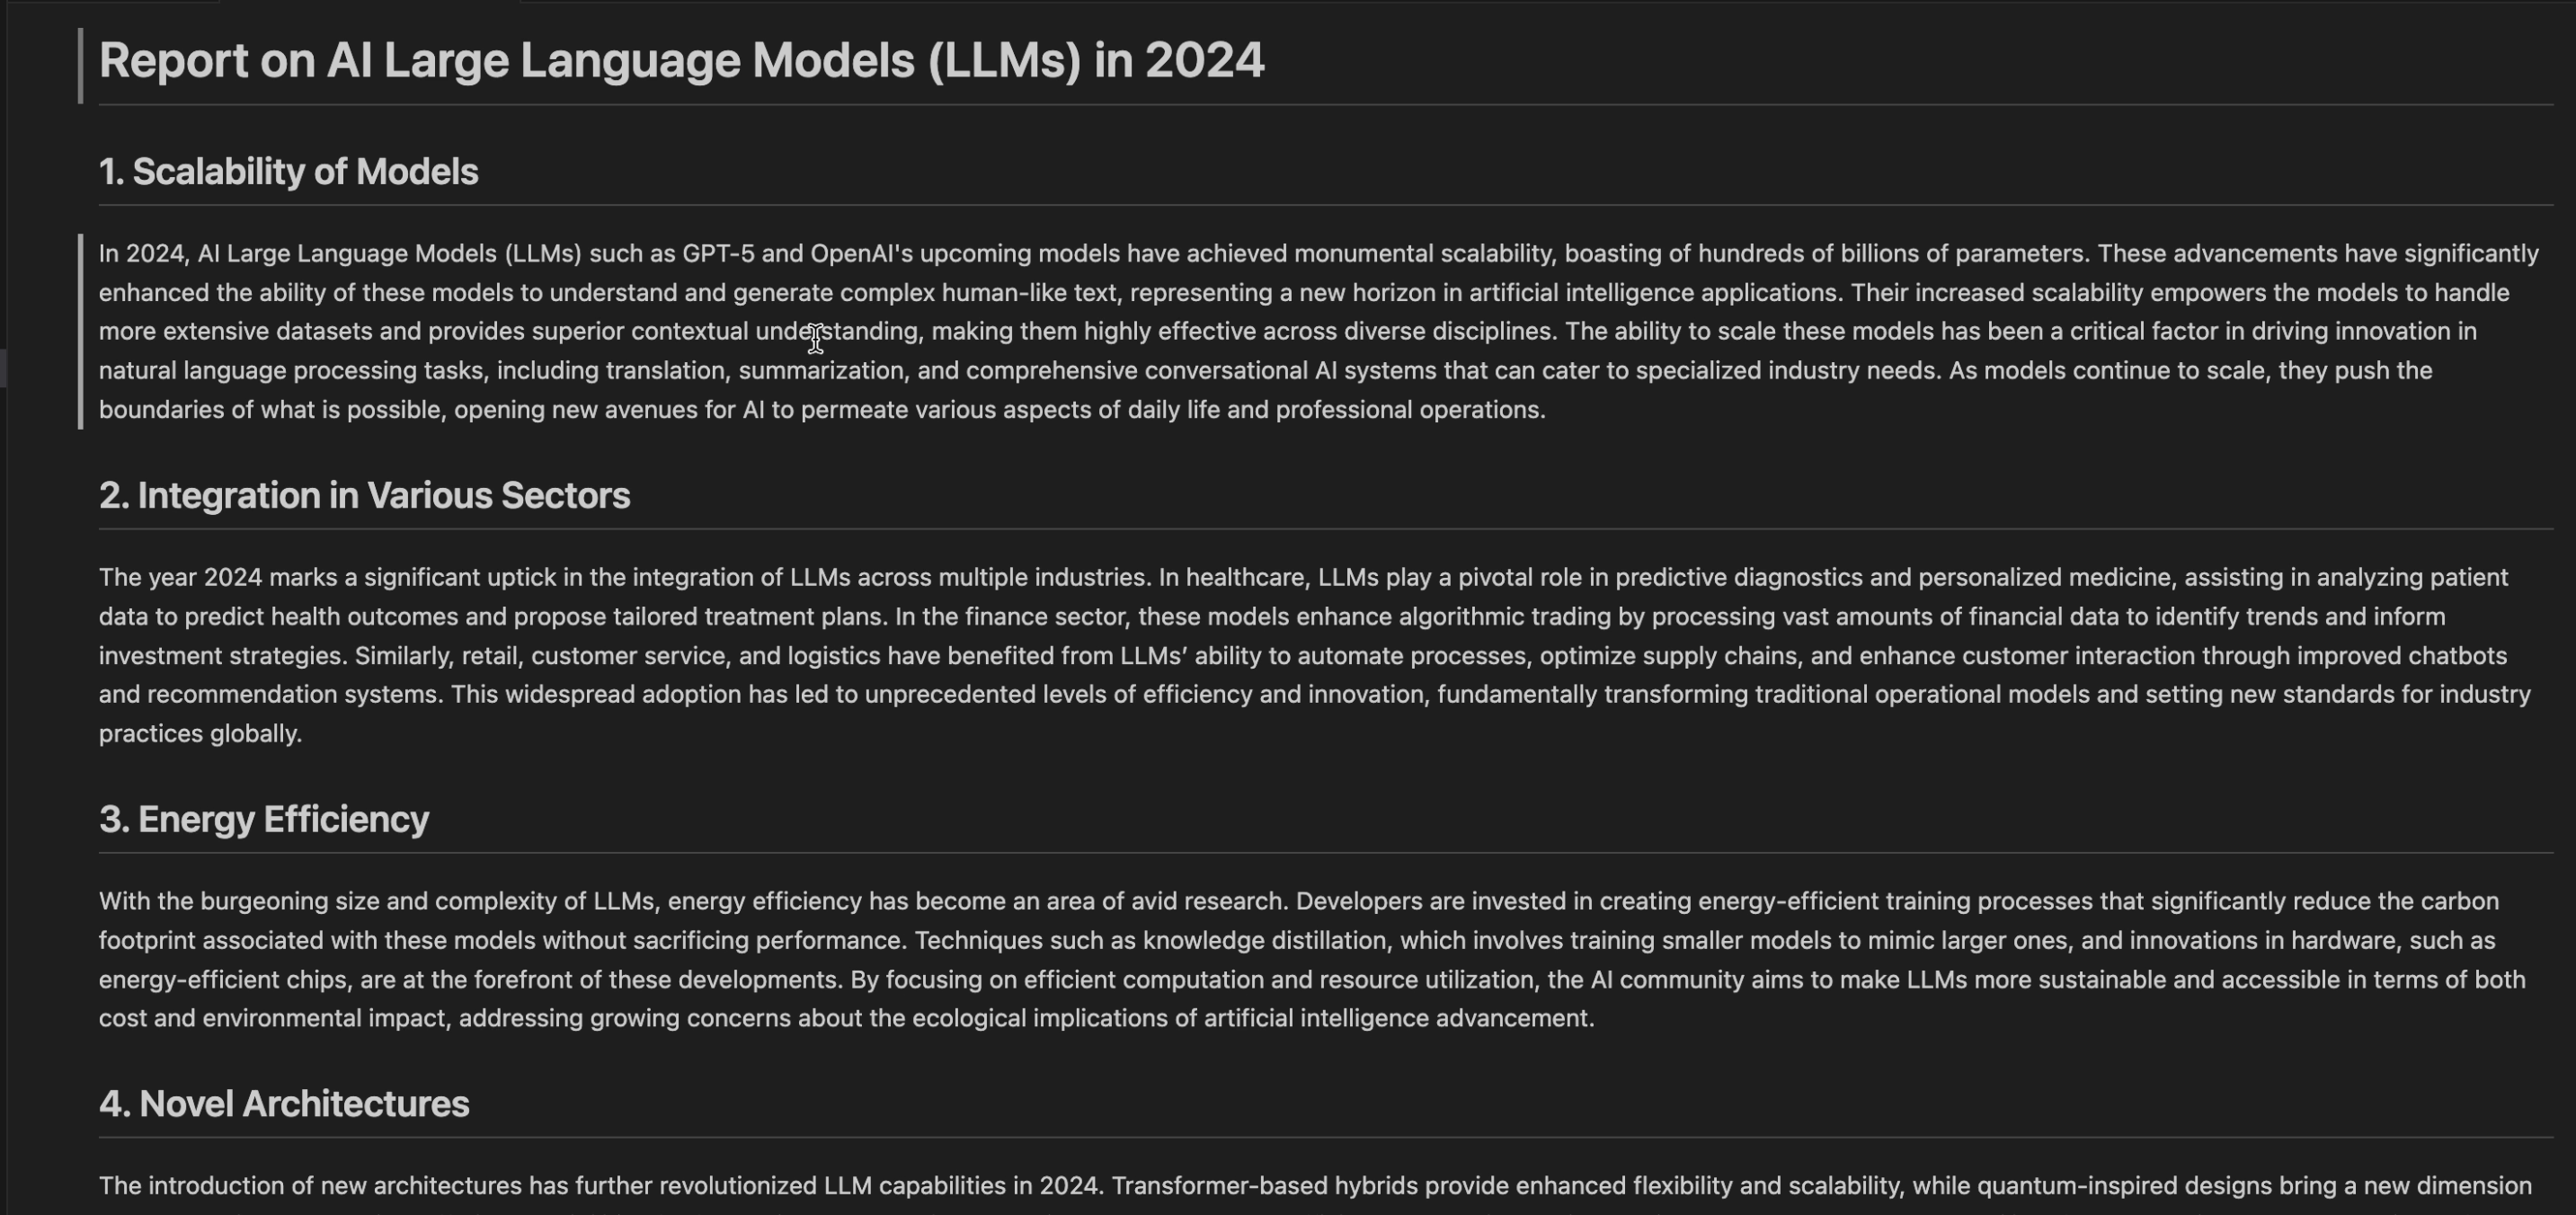 Report on AI Large Language Models (LLMs) in 2024
1. Scalability of Models
In 2024, AI Large Language Models (LLMs) such as GPT-5 and OpenAI's upcoming models have achieved monumental scalability, boasting of hundreds of billions of parameters. These advancements have significantly
enhanced the ability of these models to understand and generate complex human-like text, representing a new horizon in artificial intelligence applications. Their increased scalability empowers the models to handle
more extensive datasets and provides superior contextual understanding, making them highly effective across diverse disciplines. The ability to scale these models has been a critical factor in driving innovation in
natural language processing tasks, including translation, summarization, and comprehensive conversational AI systems that can cater to specialized industry needs. As models continue to scale, they push the
boundaries of what is possible, opening new avenues for AI to permeate various aspects of daily life and professional operations.
2. Integration in Various Sectors
The year 2024 marks a significant uptick in the integration of LLMs across multiple industries. In healthcare, LLMs play a pivotal role in predictive diagnostics and personalized medicine, assisting in analyzing patient
data to predict health outcomes and propose tailored treatment plans. In the finance sector, these models enhance algorithmic trading by processing vast amounts of financial data to identify trends and inform
investment strategies. Similarly, retail, customer service, and logistics have benefited from LLMs’ ability to automate processes, optimize supply chains, and enhance customer interaction through improved chatbots
and recommendation systems. This widespread adoption has led to unprecedented levels of efficiency and innovation, fundamentally transforming traditional operational models and setting new standards for industry
practices globally.
3. Energy Efficiency
With the burgeoning size and complexity of LLMs, energy efficiency has become an area of avid research. Developers are invested in creating energy-efficient training processes that significantly reduce the carbon
footprint associated with these models without sacrificing performance. Techniques such as knowledge distillation, which involves training smaller models to mimic larger ones, and innovations in hardware, such as
energy-efficient chips, are at the forefront of these developments. By focusing on efficient computation and resource utilization, the AI community aims to make LLMs more sustainable and accessible in terms of both
cost and environmental impact, addressing growing concerns about the ecological implications of artificial intelligence advancement.
4. Novel Architectures
The introduction of new architectures has further revolutionized LLM capabilities in 2024. Transformer-based hybrids provide enhanced flexibility and scalability, while quantum-inspired designs bring a new dimension